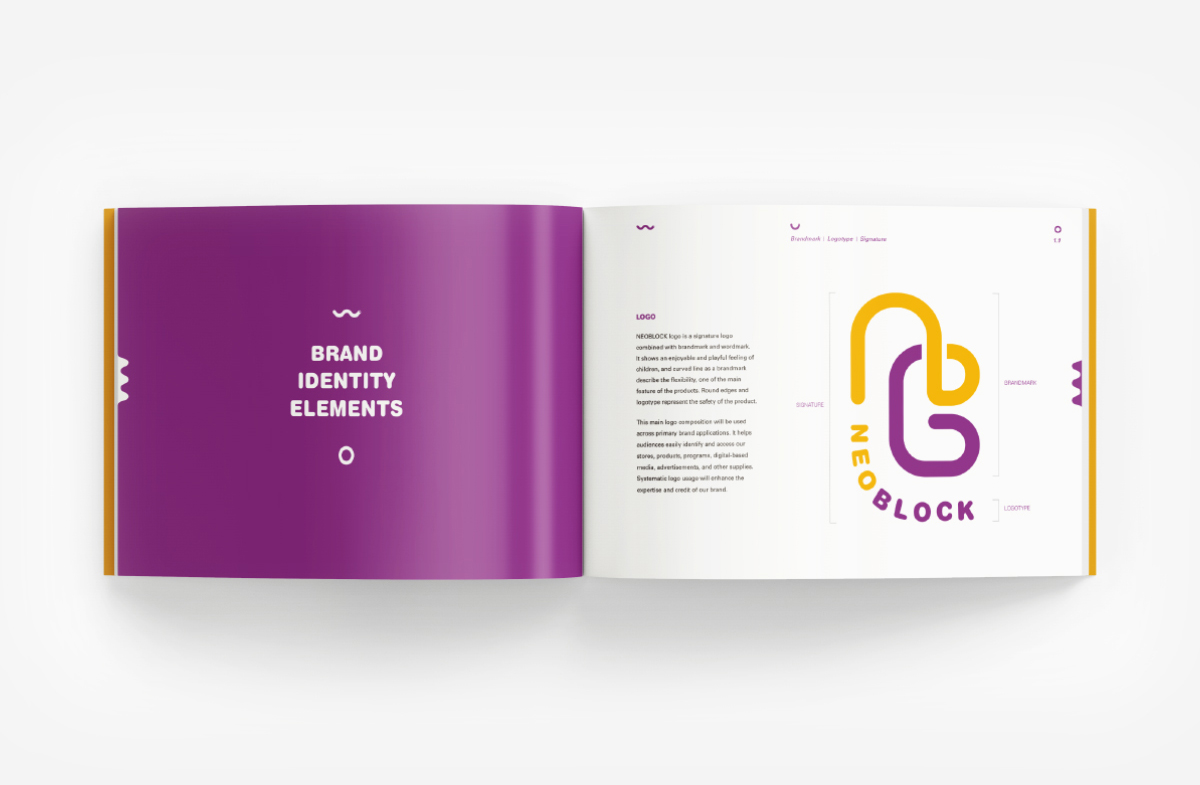 BRAND
IDENTITY
ELEMENTS
Brandmark | Logotype | Signature
LOGO
NEOBLOCK logo is a signature logo
combined with brandmark and wordmark.
It shows an enjoyable and playful feeling of
children, and curved line as a brandmark
describe the flexibility, one of the main
feature of the products. Round edges and
logotype represent the safety of the product.
This main logo composition will be used
across primary brand applications. It helps
audiences easily identify and access our
stores, products, programs, digital-based
media, advertisements, and other supplies.
Systematic logo usage will enhance the
expertise and credit of our brand.
SIGNATURE
BRANDMARK
NEOBLOCK
LOGOTYPE